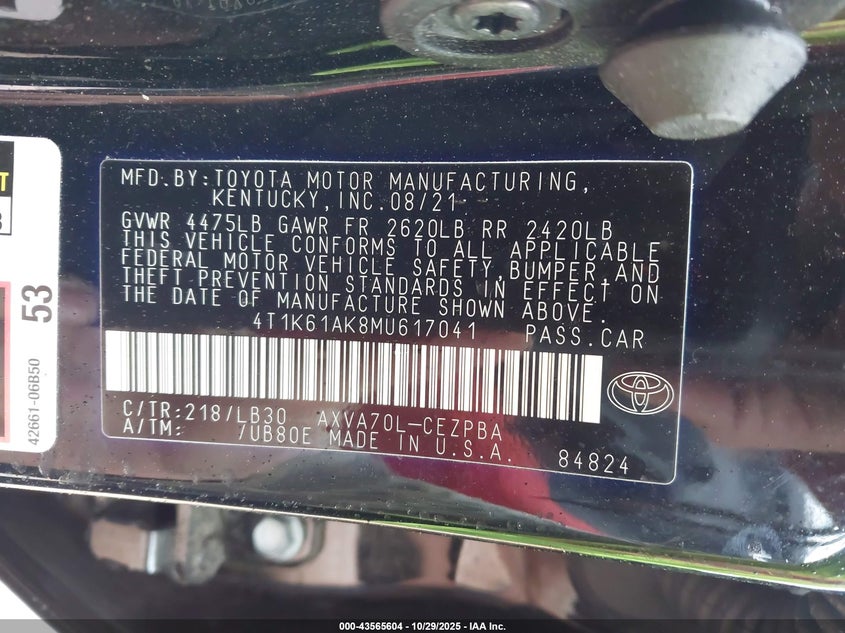 MFD.BY:TOYOTA MOTOR MANUFACTURING,
KENTUCKY,INC.08/21
GVWR 4475LB GAWR FR 2620LB RR 2420LB
THIS VEHICLE CONFORMS TO ALL APPLICABLE
FEDERAL MOTOR VEHICLE SAFETY,BUMPER,AND
THEFT PREVENTION STANDARDS IN EFFECT ON
THE DATE OF MANUFACTURE SHOWN ABOVE.
4T1K61AK8MU617041 PASS.CAR
C/TR:218/LB30 AXVA70L-CEZPBA
A/TM: /UB80E MADE IN U.S.A.
84824
53
42661-06B50
000-43565604 | 10/29/2025 - IAA Inc.